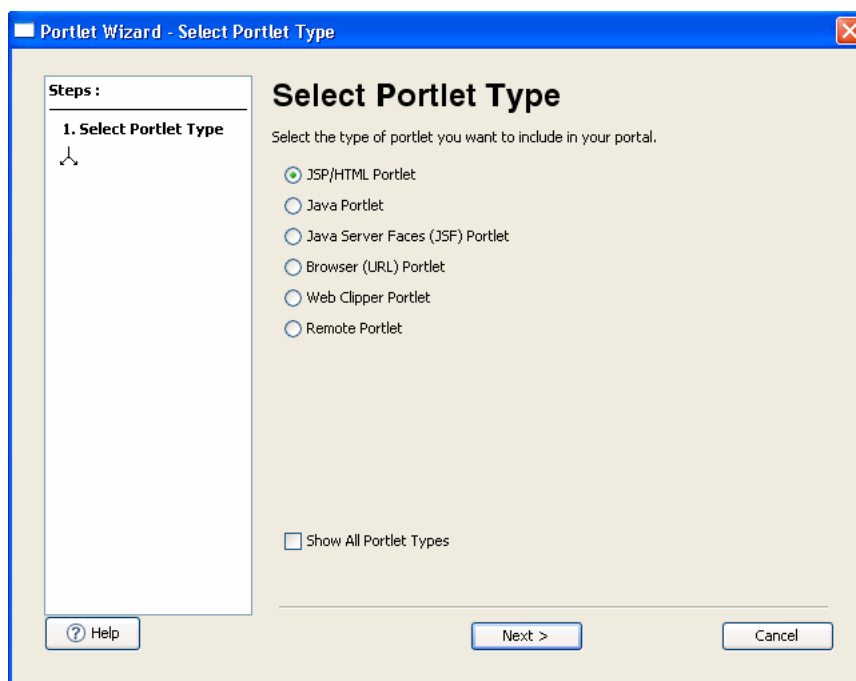 Portlet Wizard - Select Portlet Type
Steps :
1. Select Portlet Type
Select Portlet Type
Select the type of portlet you want to include in your portal.
JSP/HTML Portlet
Java Portlet
Java Server Faces (JSF) Portlet
Browser (URL) Portlet
Web Clipper Portlet
Remote Portlet
Show All Portlet Types
Help
Next >
Cancel